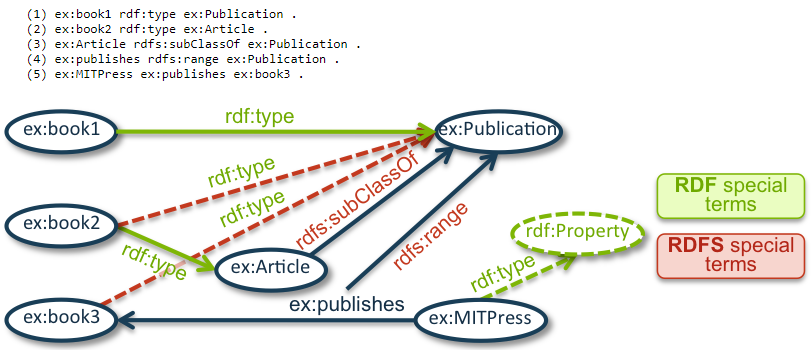 (1) ex:book1 rdf:type ex:Publication .
(2) ex:book2 rdf:type ex:Article .
(3) ex:Article rdfs:subClassOf ex:Publication .
(4) ex:publishes rdfs:range ex:Publication .
(5) ex:MITPress ex:publishes ex:book3 .
ex:book1
rdf:type
ex:Publication
rdf:type
rdf:type
rdfs:subClassOf
rdfs:range
RDF special
terms
ex:book2
rdf:type
ex:Article
rdf:Property
RDFS special
terms
rdf:type
ex:publishes
ex:book3
ex:MITPress